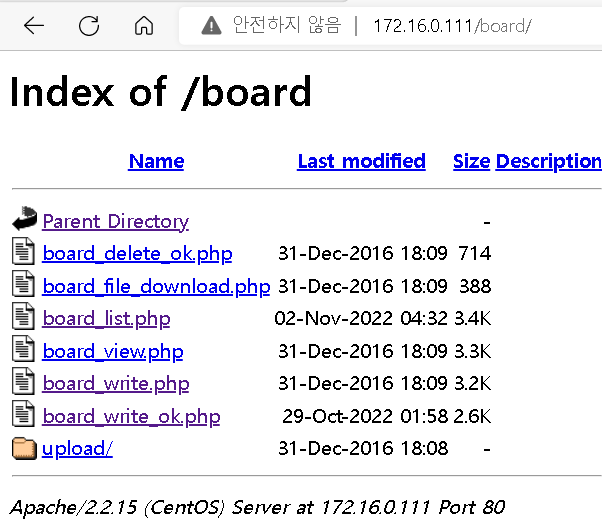 안전하지 않음 | 172.16.0.111/board/
Index of /board
Name Last modified Size Description
Parent Directory -
board_delete_ok.php 31-Dec-2016 18:09 714
board_file_download.php 31-Dec-2016 18:09 388
board_list.php 02-Nov-2022 04:32 3.4K
board_view.php 31-Dec-2016 18:09 3.3K
board_write.php 31-Dec-2016 18:09 3.2K
board_write_ok.php 29-Oct-2022 01:58 2.6K
upload/ 31-Dec-2016 18:08 -
Apache/2.2.15 (CentOS) Server at 172.16.0.111 Port 80